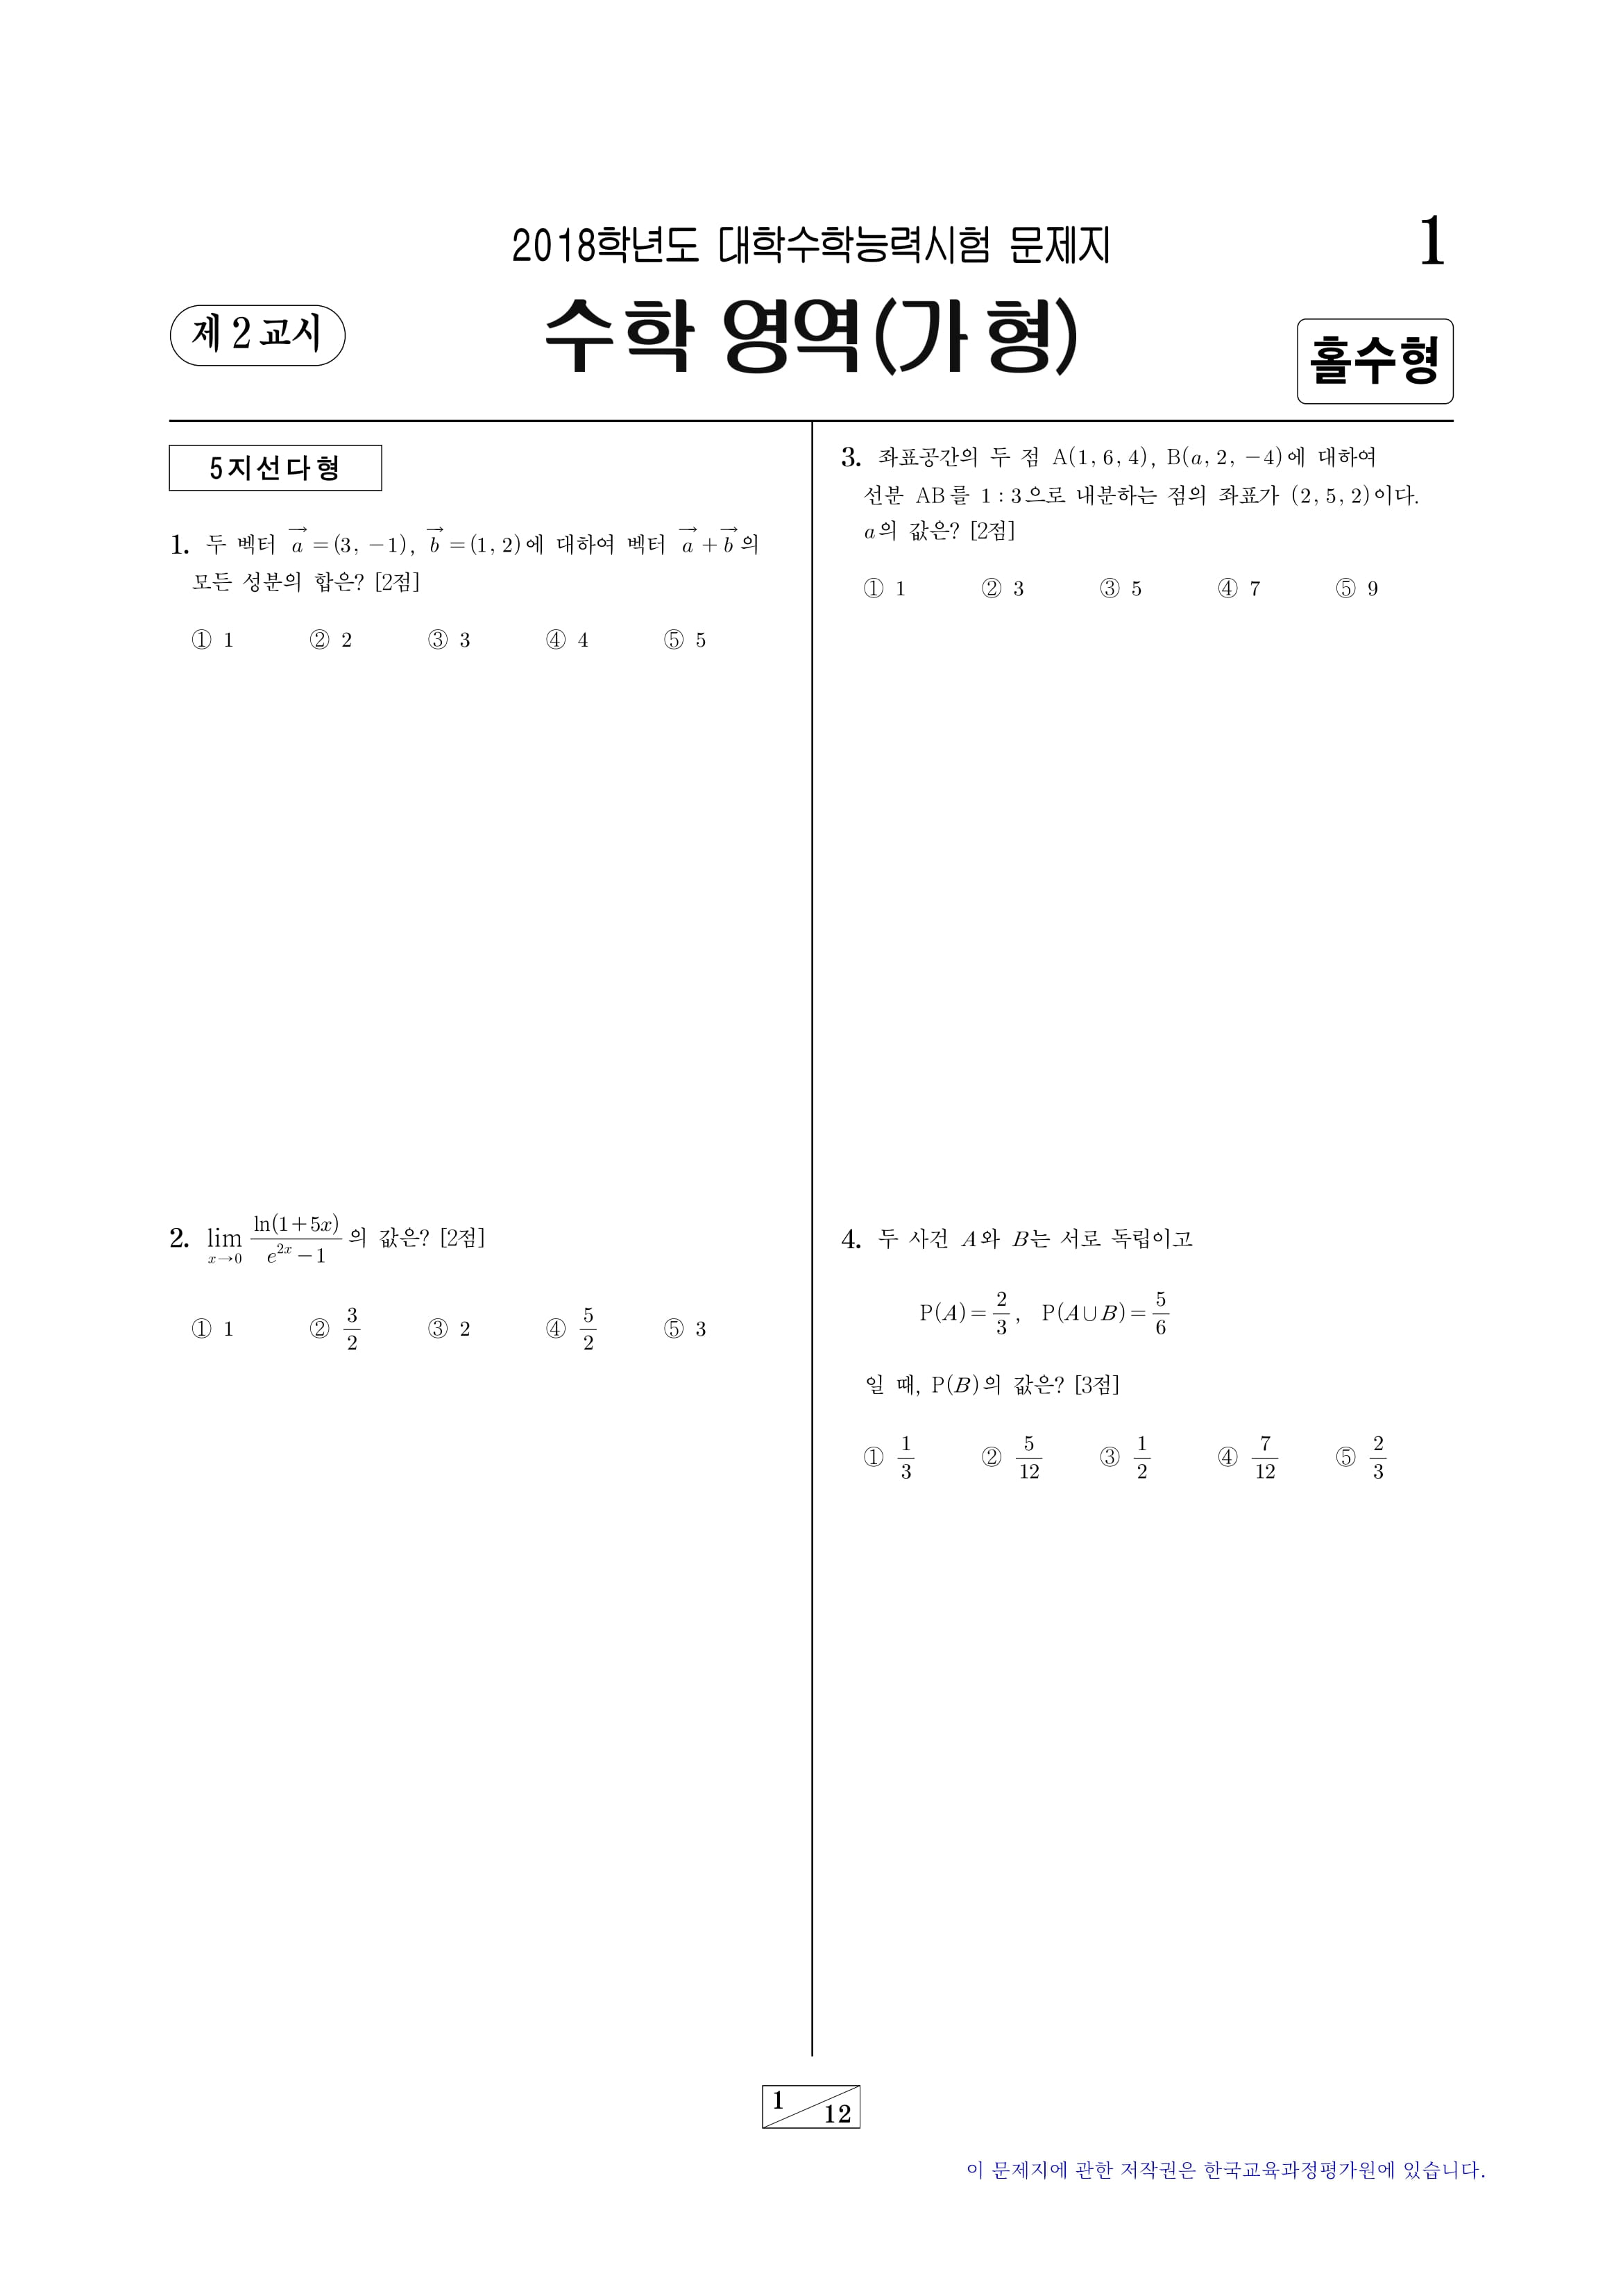 2018학년도 대학수학능력시험 문제지
1
제 2 교시
수학 영역(가 형)
홀수형
5지선다형
1. 두 벡터 $\vec{a}=(3, -1)$, $\vec{b}=(1, 2)$에 대하여 벡터 $\vec{a}+\vec{b}$의
모든 성분의 합은? [2점]
① 1 ② 2 ③ 3 ④ 4 ⑤ 5
2. $\lim_{x \to 0} \frac{\ln(1+5x)}{e^{2x}-1}$의 값은? [2점]
① 1 ② $\frac{3}{2}$ ③ 2 ④ $\frac{5}{2}$ ⑤ 3
3. 좌표공간의 두 점 A(1, 6, 4), B(a, 2, −4)에 대하여
선분 AB를 1 : 3으로 내분하는 점의 좌표가 (2, 5, 2)이다.
a의 값은? [2점]
① 1 ② 3 ③ 5 ④ 7 ⑤ 9
4. 두 사건 A와 B는 서로 독립이고
$P(A)=\frac{2}{3}$, $P(A \cup B)=\frac{5}{6}$
일 때, P(B)의 값은? [3점]
① $\frac{1}{3}$ ② $\frac{5}{12}$ ③ $\frac{1}{2}$ ④ $\frac{7}{12}$ ⑤ $\frac{2}{3}$
1
12
이 문제지에 관한 저작권은 한국교육과정평가원에 있습니다.